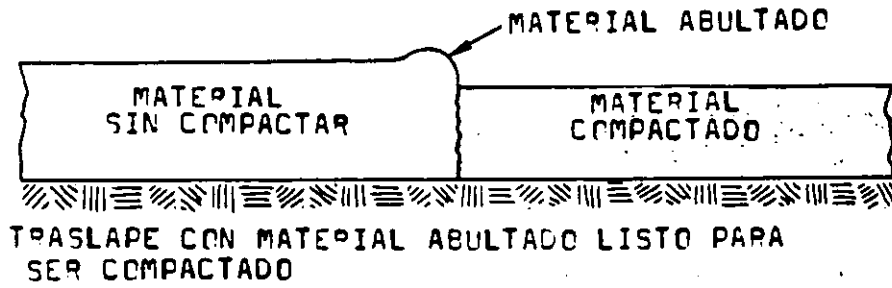 MATERIAL ABULTADO
MATERIAL
SIN COMPACTAR
MATERIAL
COMPACTADO
TRASLAPE CON MATERIAL ABULTADO LISTO PARA
SER COMPACTADO